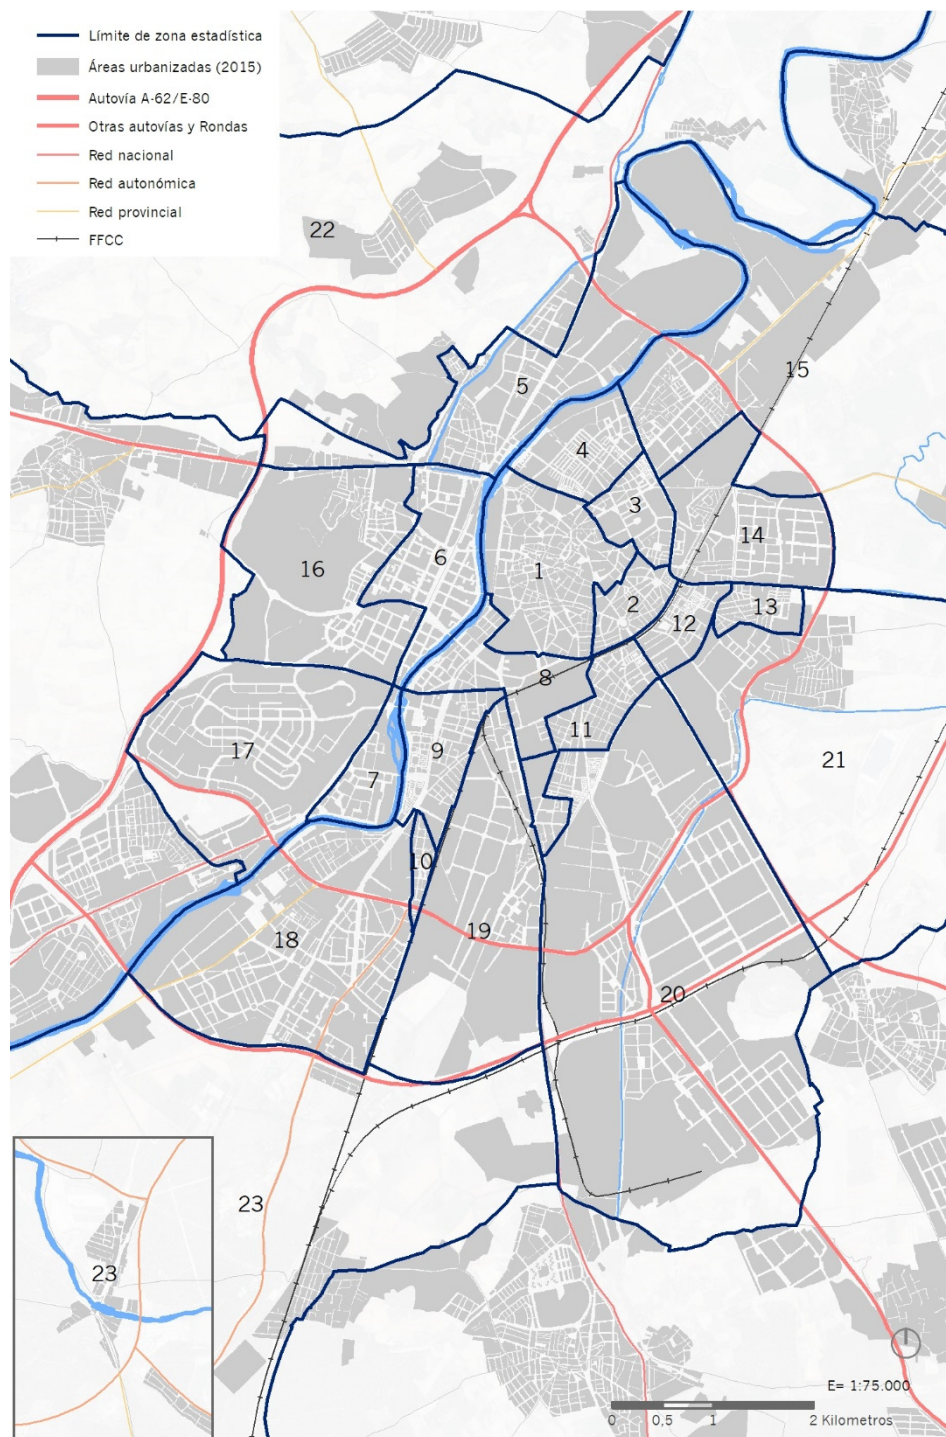 Límite de zona estadística
Áreas urbanizadas (2015)
Autovía A-62/E-80
Otras autovías y Rondas
Red nacional
Red autonómica
Red provincial
FFCC
22
15
5
4
3
14
16
6
1
2
13
12
8
11
17
9
7
21
10
18
19
20
23
23
E= 1:75.000
0 0,5 1 2 Kilometros